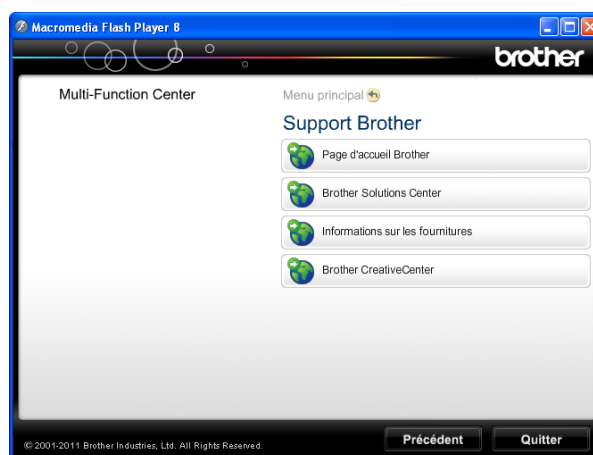 Macromedia Flash Player 8
brother
Multi-Function Center
Menu principal
Support Brother
Page d'accueil Brother
Brother Solutions Center
Informations sur les fournitures
Brother CreativeCenter
© 2001-2011 Brother Industries, Ltd. All Rights Reserved.
Précédent
Quitter